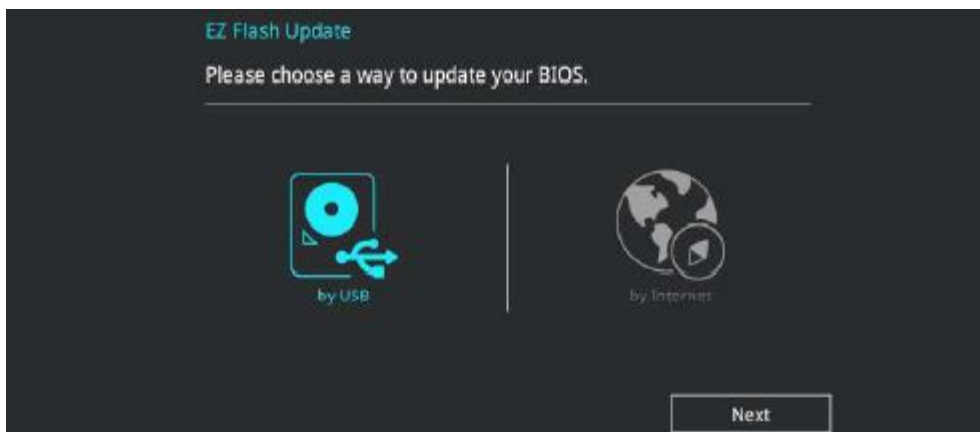 EZ Flash Update
Please choose a way to update your BIOS.
by USB
by Internet
Next